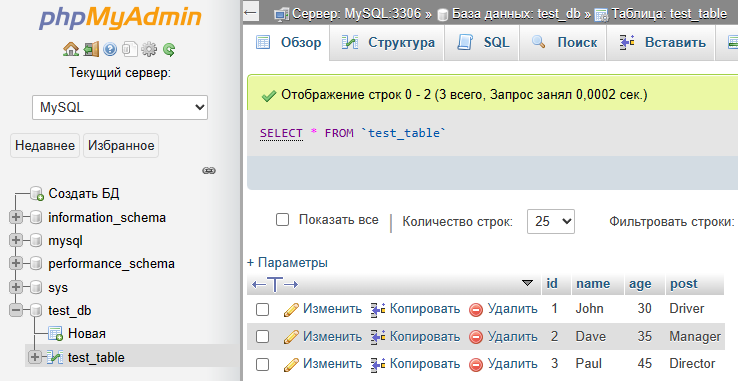 phpMyAdmin
Текущий сервер:
MySQL
Недавнее Избранное
Создать БД
information_schema
mysql
performance_schema
sys
test_db
Новая
test_table
Сервер: MySQL:3306 » База данных: test_db » Таблица: test_table
Обзор Структура SQL Поиск Вставить
Отображение строк 0 - 2 (3 всего, Запрос занял 0,0002 сек.)
SELECT * FROM `test_table`
Показать все | Количество строк: 25 Фильтровать строки:
+ Параметры
←T→ id name age post
Изменить Копировать Удалить 1 John 30 Driver
Изменить Копировать Удалить 2 Dave 35 Manager
Изменить Копировать Удалить 3 Paul 45 Director